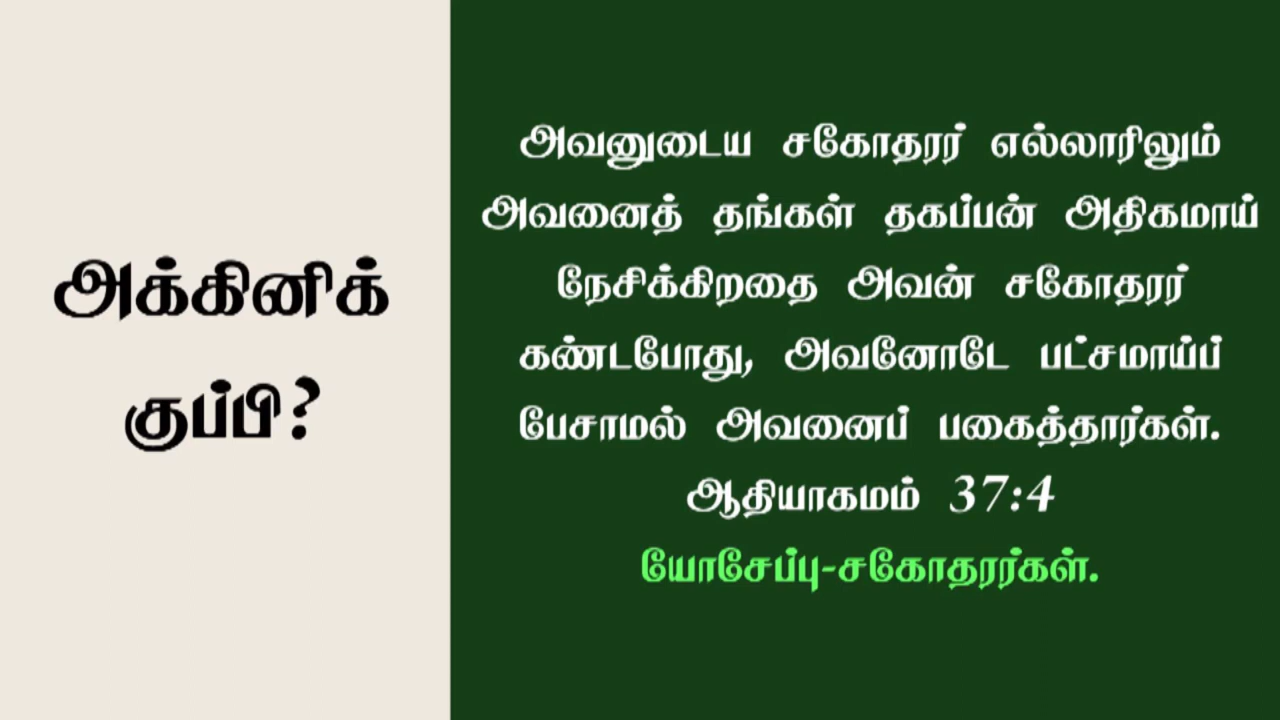 அக்கினிக்
குப்பி?
அவனுடைய சகோதரர் எல்லாரிலும்
அவனைத் தங்கள் தகப்பன் அதிகமாய்
நேசிக்கிறதை அவன் சகோதரர்
கண்டபோது, அவனோடே பட்சமாய்ப்
பேசாமல் அவனைப் பகைத்தார்கள்.
ஆதியாகமம் 37:4
யோசேப்பு-சகோதரர்கள்.